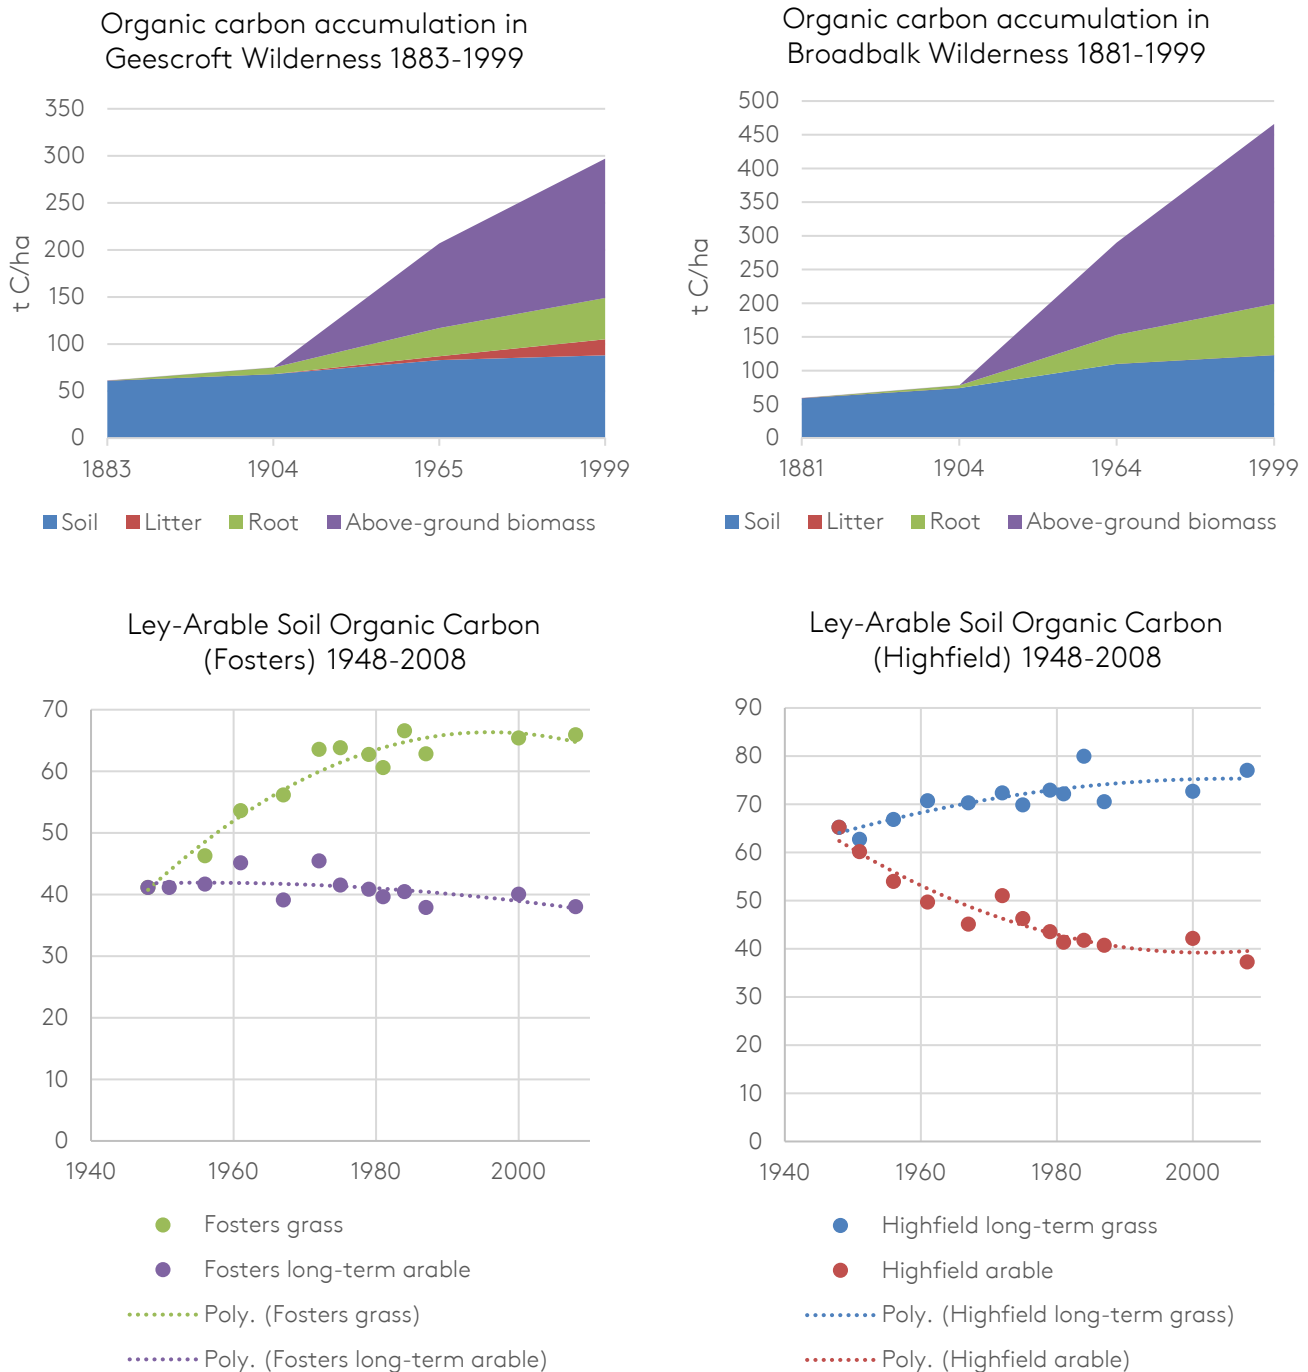 Organic carbon accumulation in
Geescroft Wilderness 1883-1999
350
300
250
200
150
100
50
0
t C/ha
1883 1904 1965 1999
Soil Litter Root Above-ground biomass
Organic carbon accumulation in
Broadbalk Wilderness 1881-1999
500
450
400
350
300
250
200
150
100
50
0
t C/ha
1881 1904 1964 1999
Soil Litter Root Above-ground biomass
Ley-Arable Soil Organic Carbon
(Fosters) 1948-2008
70
60
50
40
30
20
10
0
1940 1960 1980 2000
Fosters grass
Fosters long-term arable
Poly. (Fosters grass)
Poly. (Fosters long-term arable)
Ley-Arable Soil Organic Carbon
(Highfield) 1948-2008
90
80
70
60
50
40
30
20
10
0
1940 1960 1980 2000
Highfield long-term grass
Highfield arable
Poly. (Highfield long-term grass)
Poly. (Highfield arable)